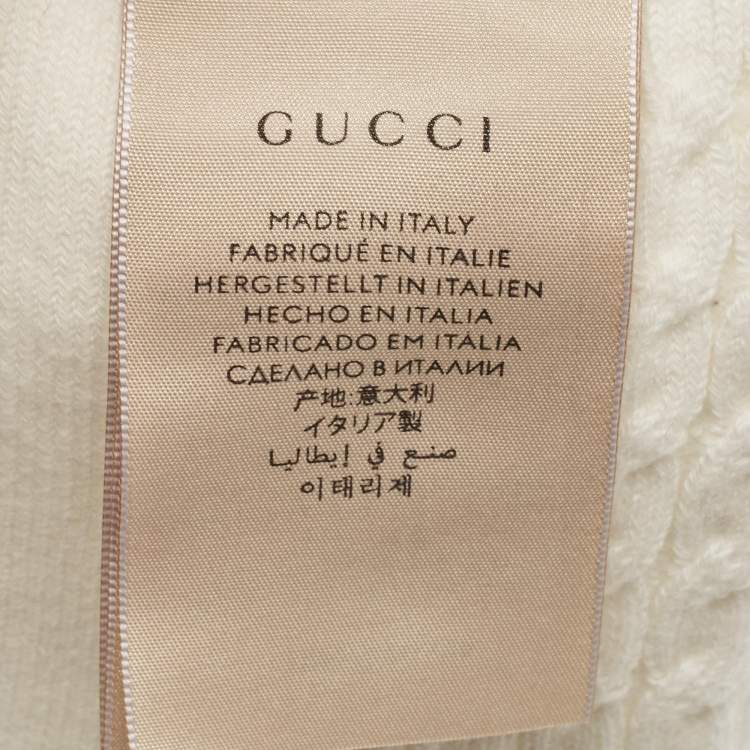 GUCCI
MADE IN ITALY
FABRIQUÉ EN ITALIE
HERGESTELLT IN ITALIEN
HECHO EN ITALIA
FABRICADO EM ITALIA
СДЕЛАНО В ИТАЛИИ
产地:意大利
イタリア製
صنع في إيطاليا
이태리제